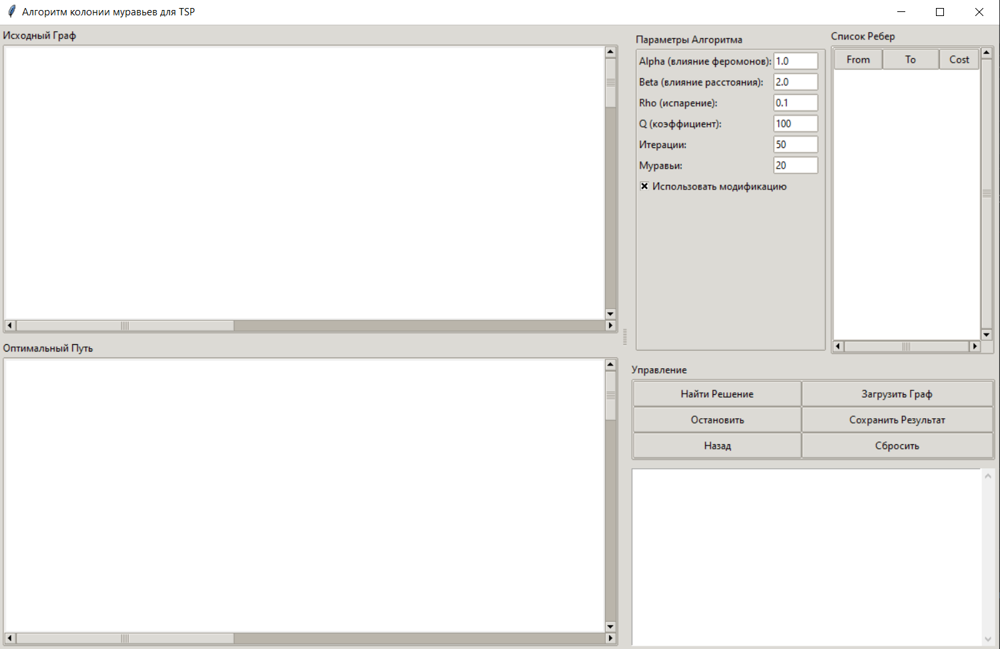 Алгоритм колонии муравьев для TSP
Исходный Граф
Оптимальный Путь
Параметры Алгоритма
Alpha (влияние феромонов): 1.0
Beta (влияние расстояния): 2.0
Rho (испарение): 0.1
Q (коэффициент): 100
Итерации: 50
Муравьи: 20
Использовать модификацию
Список Ребер
From To Cost
Управление
Найти Решение Загрузить Граф
Остановить Сохранить Результат
Назад Сбросить